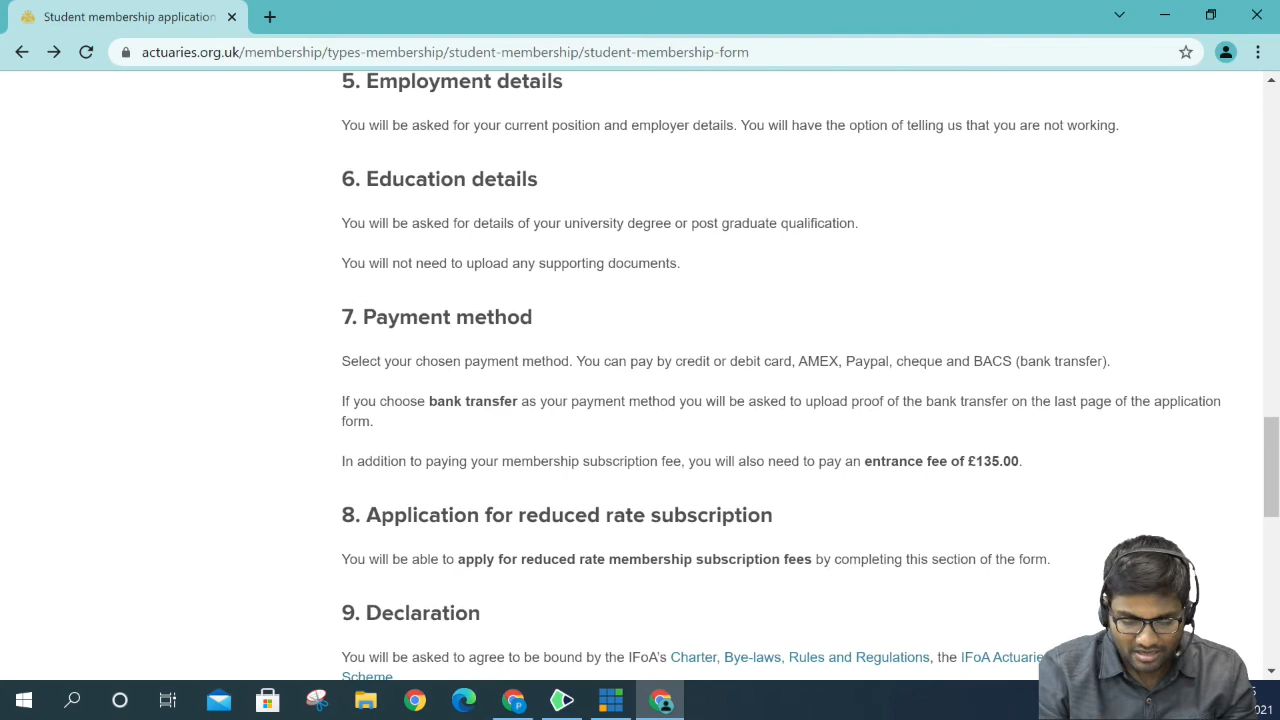 Student Membership application
actuaries.org.uk/membership/types-membership/student-membership/student-membership-form
5. Employment details
You will be asked for your current position and employer details. You will have the option of telling us that you are not working.
6. Education details
You will be asked for details of your university degree or post graduate qualification.
You will not need to upload any supporting documents.
7. Payment method
Select your chosen payment method. You can pay by credit or debit card, AMEX, Paypal, cheque and BACS (bank transfer).
If you choose bank transfer as your payment method you will be asked to upload proof of the bank transfer on the last page of the application
form.
In addition to paying your membership subscription fee, you will also need to pay an entrance fee of £135.00.
8. Application for reduced rate subscription
You will be able to apply for reduced rate membership subscription fees by completing this section of the form.
9. Declaration
You will be asked to agree to be bound by the IFoA's Charter, Bye-laws, Rules and Regulations, the IFoA Actuarie
Scheme.
P